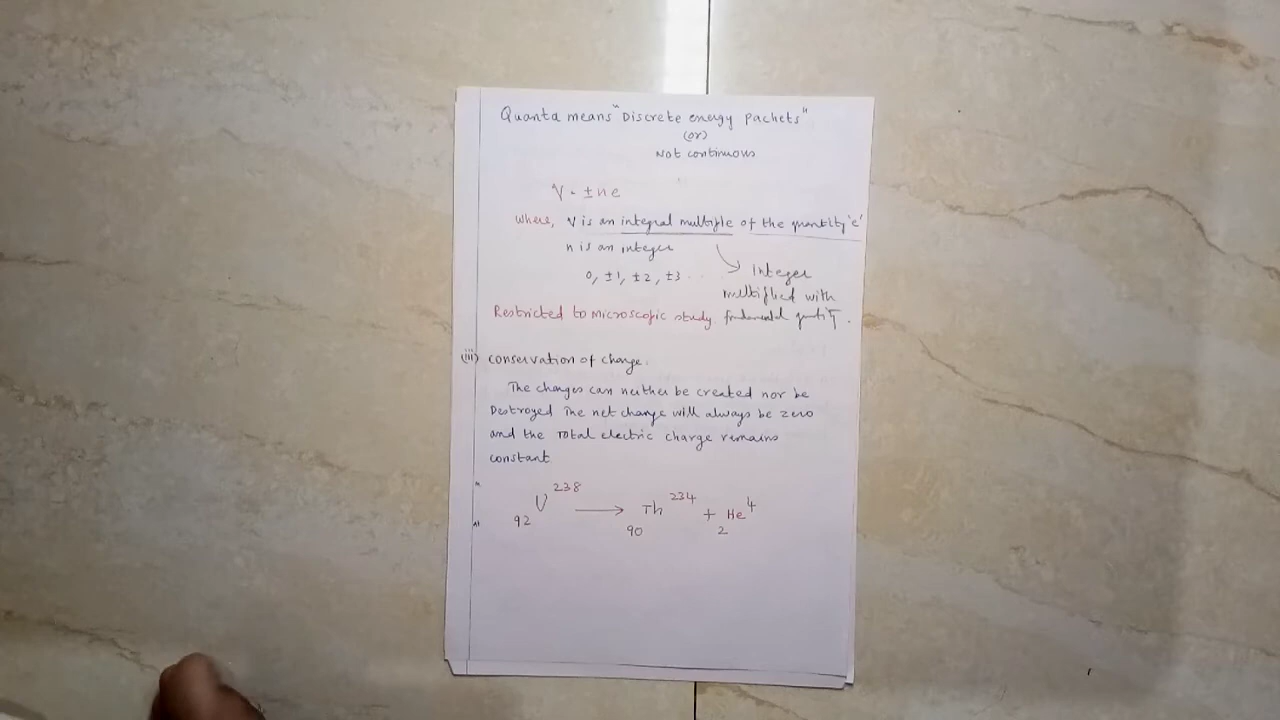 Quanta means "Discrete energy packets"
(or)
Not continuous
q = ±ne
where, q is an integral multiple of the quantity 'e'
n is an integer
0, ±1, ±2, ±3 ...
Integer
multiplied with
Restricted to Microscopic study. fundamental quantity.
(iii) conservation of charge.
The charges can neither be created nor be
Destroyed The net charge will always be zero
and the Total electric charge remains
constant
92 U 238 → 90 Th 234 + 2 He 4